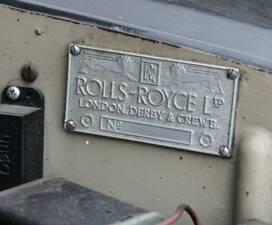 RR
ROLLS-ROYCE LTD
LONDON, DERBY & CREWE.
No